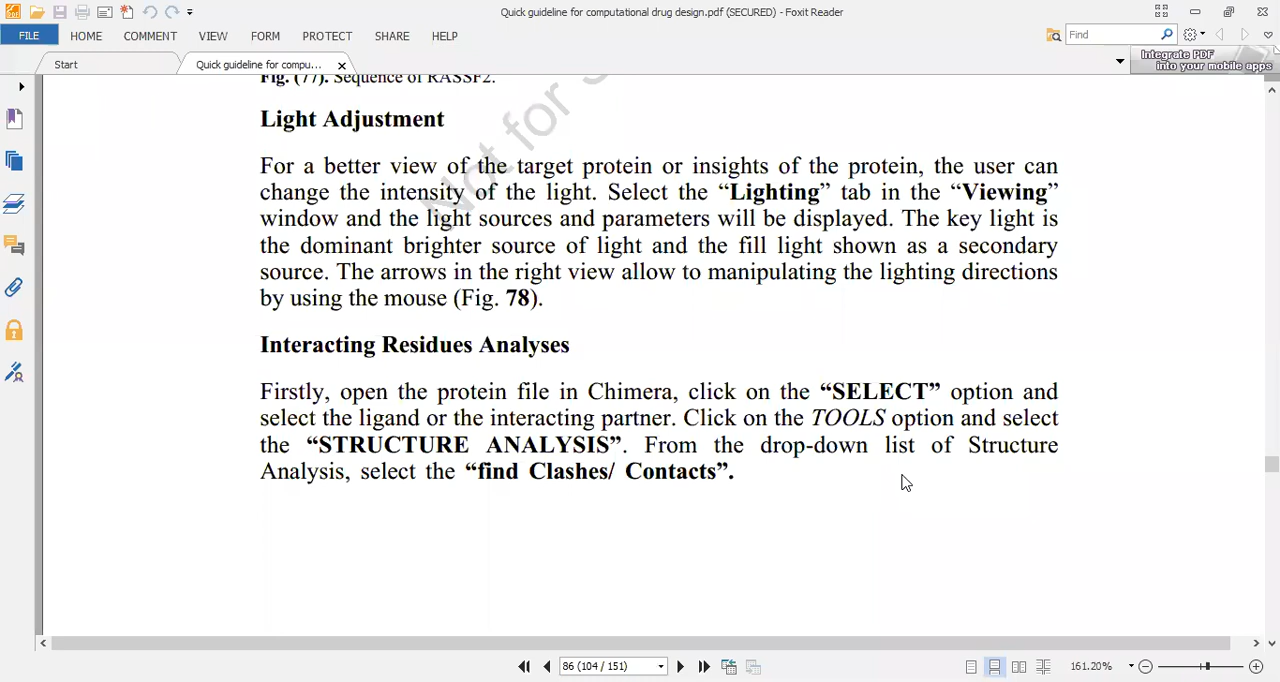 Quick guideline for computational drug design.pdf (SECURED) - Foxit Reader
FILE HOME COMMENT VIEW FORM PROTECT SHARE HELP
Find
Start
Quick guideline for compu...
Integrate PDF
into your mobile apps
Fig. (77). Sequence of RASSF2.
Not for
Light Adjustment
For a better view of the target protein or insights of the protein, the user can
change the intensity of the light. Select the “Lighting” tab in the “Viewing”
window and the light sources and parameters will be displayed. The key light is
the dominant brighter source of light and the fill light shown as a secondary
source. The arrows in the right view allow to manipulating the lighting directions
by using the mouse (Fig. 78).
Interacting Residues Analyses
Firstly, open the protein file in Chimera, click on the “SELECT” option and
select the ligand or the interacting partner. Click on the TOOLS option and select
the “STRUCTURE ANALYSIS”. From the drop-down list of Structure
Analysis, select the “find Clashes/ Contacts”.
86 (104 / 151)
161.20%